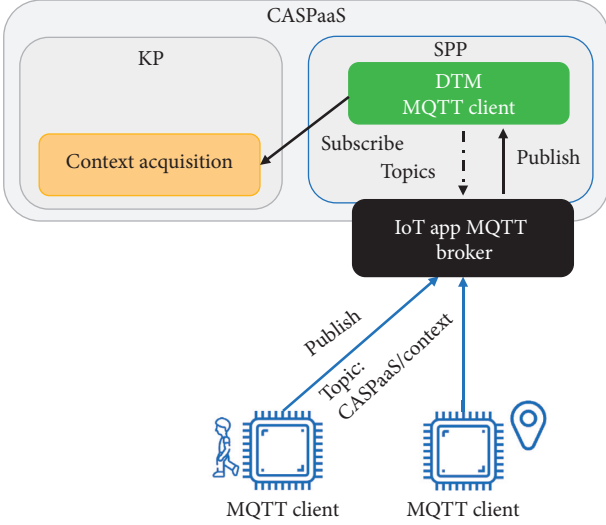 CASPaaS
KP
SPP
DTM
MQTT client
Context acquisition
Subscribe
Topics
Publish
IoT app MQTT
broker
Publish
Topic:
CASPaaS/context
MQTT client
MQTT client